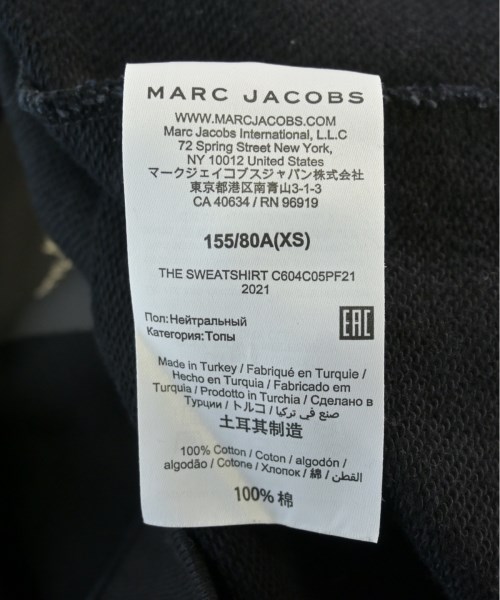 MARC JACOBS
WWW.MARCJACOBS.COM
Marc Jacobs International, L.L.C
72 Spring Street New York,
NY 10012 United States
マークジェイコブスジャパン株式会社
東京都港区南青山3-1-3
CA 40634 / RN 96919
155/80A(XS)
THE SWEATSHIRT C604C05PF21
2021
Пол:Нейтральный
Категория:Топы
EAC
Made in Turkey / Fabriqué en Turquie /
Hecho en Turquia / Fabricado em
Turquia / Prodotto in Turchia / Сделано в
Турции / トルコ / صنع في تركيا
土耳其制造
100% Cotton / Coton / algodón /
algodão / Cotone / Хлопок / 綿 / القطن /
100% 棉